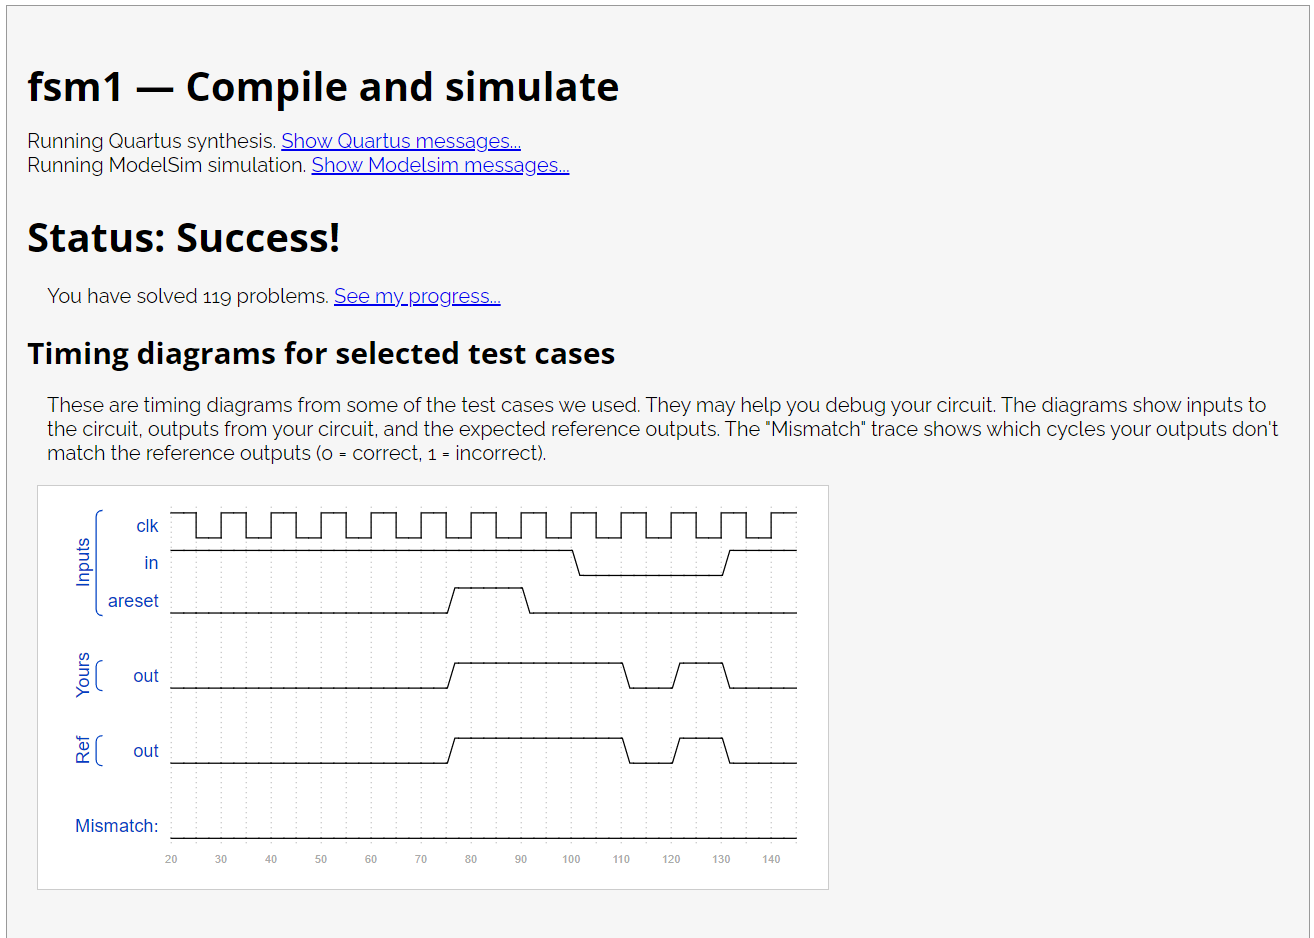 fsm1 — Compile and simulate
Running Quartus synthesis. Show Quartus messages...
Running ModelSim simulation. Show Modelsim messages...
Status: Success!
You have solved 119 problems. See my progress...
Timing diagrams for selected test cases
These are timing diagrams from some of the test cases we used. They may help you debug your circuit. The diagrams show inputs to
the circuit, outputs from your circuit, and the expected reference outputs. The "Mismatch" trace shows which cycles your outputs don't
match the reference outputs (0 = correct, 1 = incorrect).
Inputs
clk
in
areset
Yours
out
Ref
out
Mismatch:
20 30 40 50 60 70 80 90 100 110 120 130 140